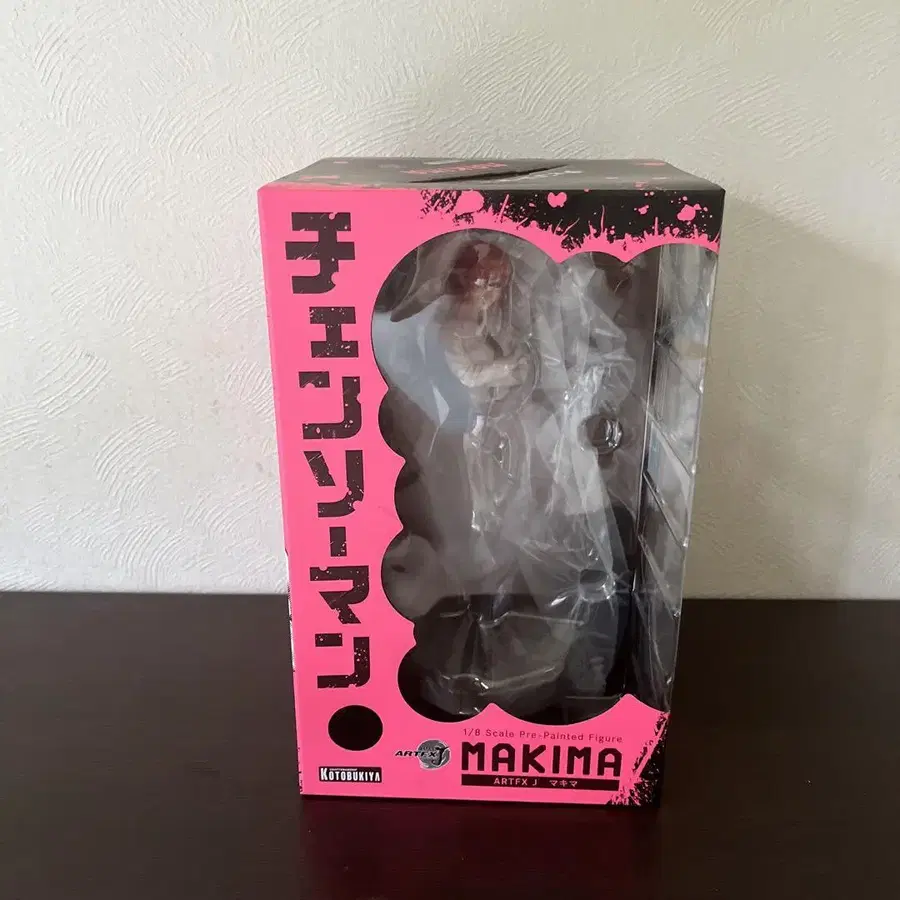 チェンソーマン
1/8 Scale Pre-Painted Figure
ARTFX J
MAKIMA
KOTOBUKIYA
ARTFX J マキマ